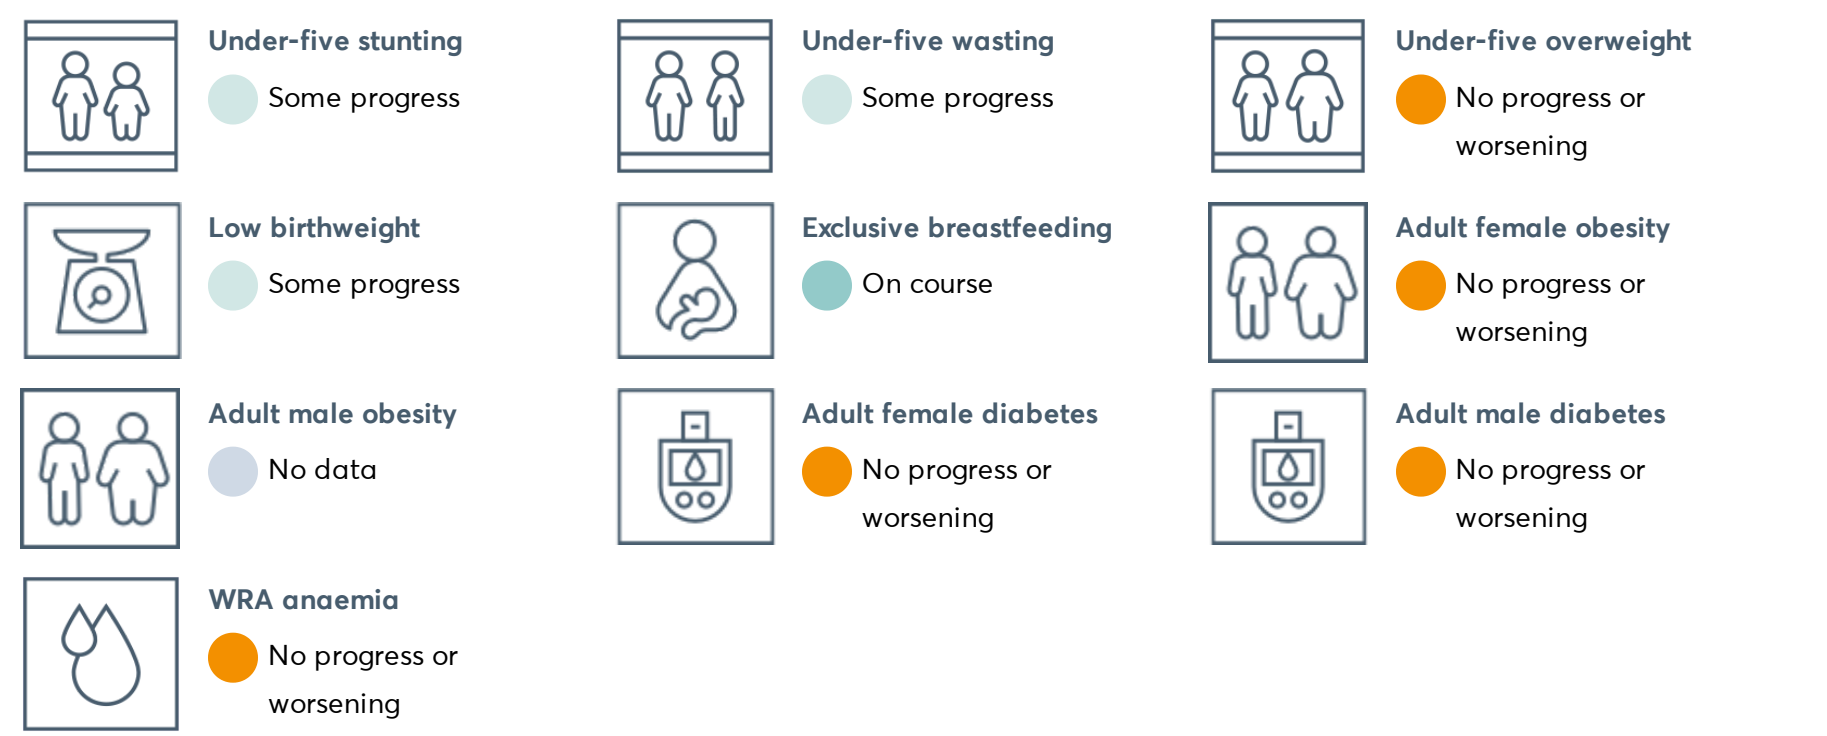 Under-five stunting
Some progress
Under-five wasting
Some progress
Under-five overweight
No progress or
worsening
Low birthweight
Some progress
Exclusive breastfeeding
On course
Adult female obesity
No progress or
worsening
Adult male obesity
No data
Adult female diabetes
No progress or
worsening
Adult male diabetes
No progress or
worsening
WRA anaemia
No progress or
worsening